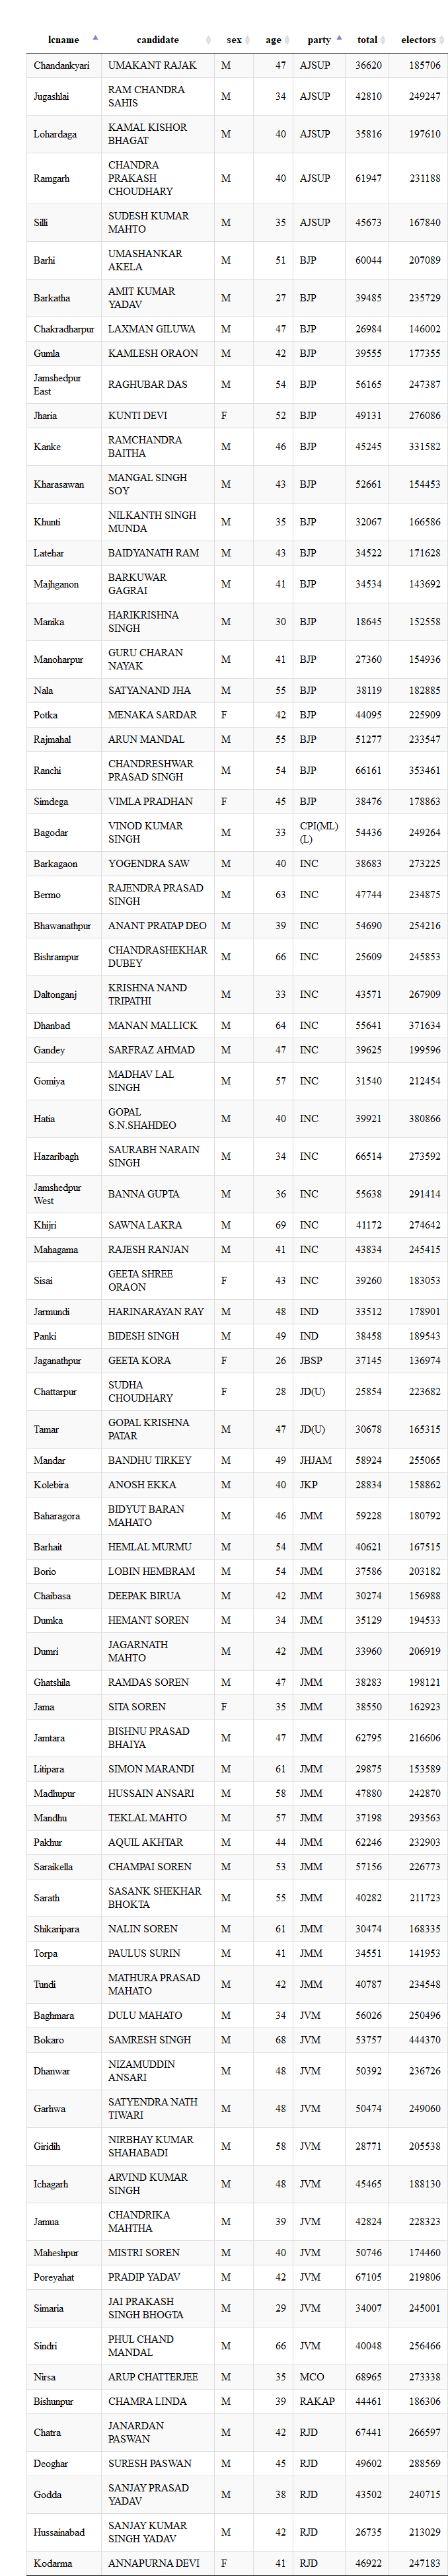 lcname candidate sex age party total electors
Chandankyari UMAKANT RAJAK M 47 AJSUP 36620 185706
Jugashlai RAM CHANDRA SAHIS M 34 AJSUP 42810 249247
Lohardaga KAMAL KISHOR BHAGAT M 40 AJSUP 35816 197610
Ramgarh CHANDRA PRAKASH CHOUDHARY M 40 AJSUP 61947 231188
Silli SUDESH KUMAR MAHTO M 35 AJSUP 45673 167840
Barhi UMASHANKAR AKELA M 51 BJP 60044 207089
Barkatha AMIT KUMAR YADAV M 27 BJP 39485 235729
Chakradharpur LAXMAN GILUWA M 47 BJP 26984 146002
Gumla KAMLESH ORAON M 42 BJP 39555 177355
Jamshedpur East RAGHUBAR DAS M 54 BJP 56165 247387
Jharia KUNTI DEVI F 52 BJP 49131 276086
Kanke RAMCHANDRA BAITHA M 46 BJP 45245 331582
Kharasawan MANGAL SINGH SOY M 43 BJP 52661 154453
Khunti NILKANTH SINGH MUNDA M 35 BJP 32067 166586
Latehar BAIDYANATH RAM M 43 BJP 34522 171628
Majhganon BARKUWAR GAGRAI M 41 BJP 34534 143692
Manika HARIKRISHNA SINGH M 30 BJP 18645 152558
Manoharpur GURU CHARAN NAYAK M 41 BJP 27360 154936
Nala SATYANAND JHA M 55 BJP 38119 182885
Potka MENAKA SARDAR F 42 BJP 44095 225909
Rajmahal ARUN MANDAL M 55 BJP 51277 233547
Ranchi CHANDRESHWAR PRASAD SINGH M 54 BJP 66161 353461
Simdega VIMLA PRADHAN F 45 BJP 38476 178863
Bagodar VINOD KUMAR SINGH M 33 CPI(ML)(L) 54436 249264
Barkagaon YOGENDRA SAW M 40 INC 38683 273225
Bermo RAJENDRA PRASAD SINGH M 63 INC 47744 234875
Bhawanathpur ANANT PRATAP DEO M 39 INC 54690 254216
Bishrampur CHANDRASHEKHAR DUBEY M 66 INC 25609 245853
Daltonganj KRISHNA NAND TRIPATHI M 33 INC 43571 267909
Dhanbad MANAN MALLICK M 64 INC 55641 371634
Gandey SARFRAZ AHMAD M 47 INC 39625 199596
Gomiya MADHAV LAL SINGH M 57 INC 31540 212454
Hatia GOPAL S.N.SHAHDEO M 40 INC 39921 380866
Hazaribagh SAURABH NARAIN SINGH M 34 INC 66514 273592
Jamshedpur West BANNA GUPTA M 36 INC 55638 291414
Khijri SAWNA LAKRA M 69 INC 41172 274642
Mahagama RAJESH RANJAN M 41 INC 43834 245415
Sisai GEETA SHREE ORAON F 43 INC 39260 183053
Jarmundi HARINARAYAN RAY M 48 IND 33512 178901
Panki BIDESH SINGH M 49 IND 38458 189543
Jaganathpur GEETA KORA F 26 JBSP 37145 136974
Chattarpur SUDHA CHOUDHARY F 28 JD(U) 25854 223682
Tamar GOPAL KRISHNA PATAR M 47 JD(U) 30678 165315
Mandar BANDHU TIRKEY M 49 JHJAM 58924 255065
Kolebira ANOSH EKKA M 40 JKP 28834 158862
Baharagora BIDYUT BARAN MAHATO M 46 JMM 59228 180792
Barhait HEMLAL MURMU M 54 JMM 40621 167515
Borio LOBIN HEMBRAM M 54 JMM 37586 203182
Chaibasa DEEPAK BIRUA M 42 JMM 30274 156988
Dumka HEMANT SOREN M 34 JMM 35129 194533
Dumri JAGARNATH MAHTO M 42 JMM 33960 206919
Ghatshila RAMDAS SOREN M 47 JMM 38283 198121
Jama SITA SOREN F 35 JMM 38550 162923
Jamtara BISHNU PRASAD BHAIYA M 47 JMM 62795 216606
Litipara SIMON MARANDI M 61 JMM 29875 153589
Madhupur HUSSAIN ANSARI M 58 JMM 47880 242870
Mandhu TEKLAL MAHTO M 57 JMM 37198 293563
Pakhur AQUIL AKHTAR M 44 JMM 62246 232903
Saraikella CHAMPAI SOREN M 53 JMM 57156 226773
Sarath SASANK SHEKHAR BHOKTA M 55 JMM 40282 211723
Shikaripara NALIN SOREN M 61 JMM 30474 168335
Torpa PAULUS SURIN M 41 JMM 34551 141953
Tundi MATHURA PRASAD MAHATO M 42 JMM 40787 234548
Baghmara DULU MAHATO M 34 JVM 56026 250496
Bokaro SAMRESH SINGH M 68 JVM 53757 444370
Dhanwar NIZAMUDDIN ANSARI M 48 JVM 50392 236726
Garhwa SATYENDRA NATH TIWARI M 48 JVM 50474 249060
Giridih NIRBHAY KUMAR SHAHABADI M 58 JVM 28771 205538
Ichagarh ARVIND KUMAR SINGH M 48 JVM 45465 188130
Jamua CHANDRIKA MAHTHA M 39 JVM 42824 228323
Maheshpur MISTRI SOREN M 40 JVM 50746 174460
Poreyahat PRADIP YADAV M 42 JVM 67105 219806
Simaria JAI PRAKASH SINGH BHOGTA M 29 JVM 34007 245001
Sindri PHUL CHAND MANDAL M 66 JVM 40048 256466
Nirsa ARUP CHATTERJEE M 35 MCO 68965 273338
Bishunpur CHAMRA LINDA M 39 RAKAP 44461 186306
Chatra JANARDAN PASWAN M 42 RJD 67441 266597
Deoghar SURESH PASWAN M 45 RJD 49602 288569
Godda SANJAY PRASAD YADAV M 38 RJD 43502 240715
Hussainabad SANJAY KUMAR SINGH YADAV M 42 RJD 26735 213029
Kodarma ANNAPURNA DEVI F 41 RJD 46922 247183